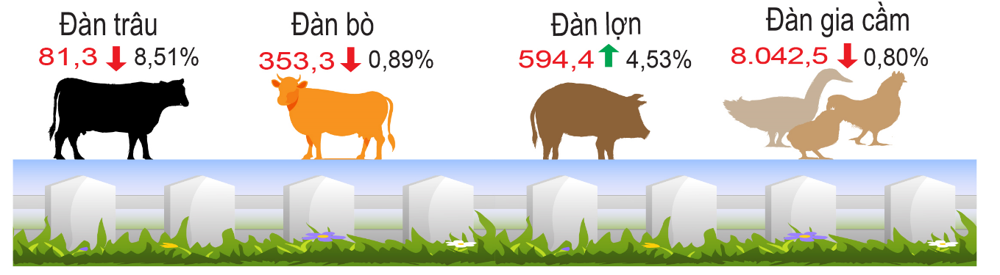 Đàn trâu
81,3 8,51%
Đàn bò
353,3 0,89%
Đàn lợn
594,4 4,53%
Đàn gia cầm
8.042,5 0,80%